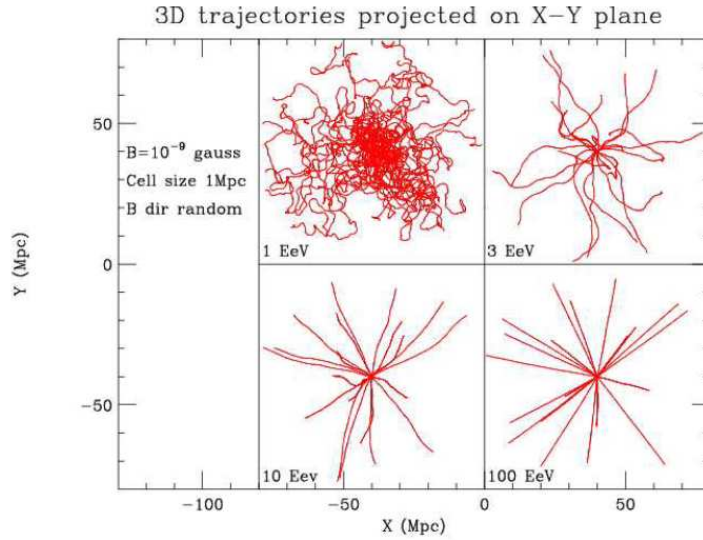 3D trajectories projected on X-Y plane
50
B=10⁻⁹ gauss
Cell size 1Mpc
B dir random
1 EeV
3 EeV
Y (Mpc)
0
-50
10 Eev
100 EeV
-100
-50
0
50
X (Mpc)